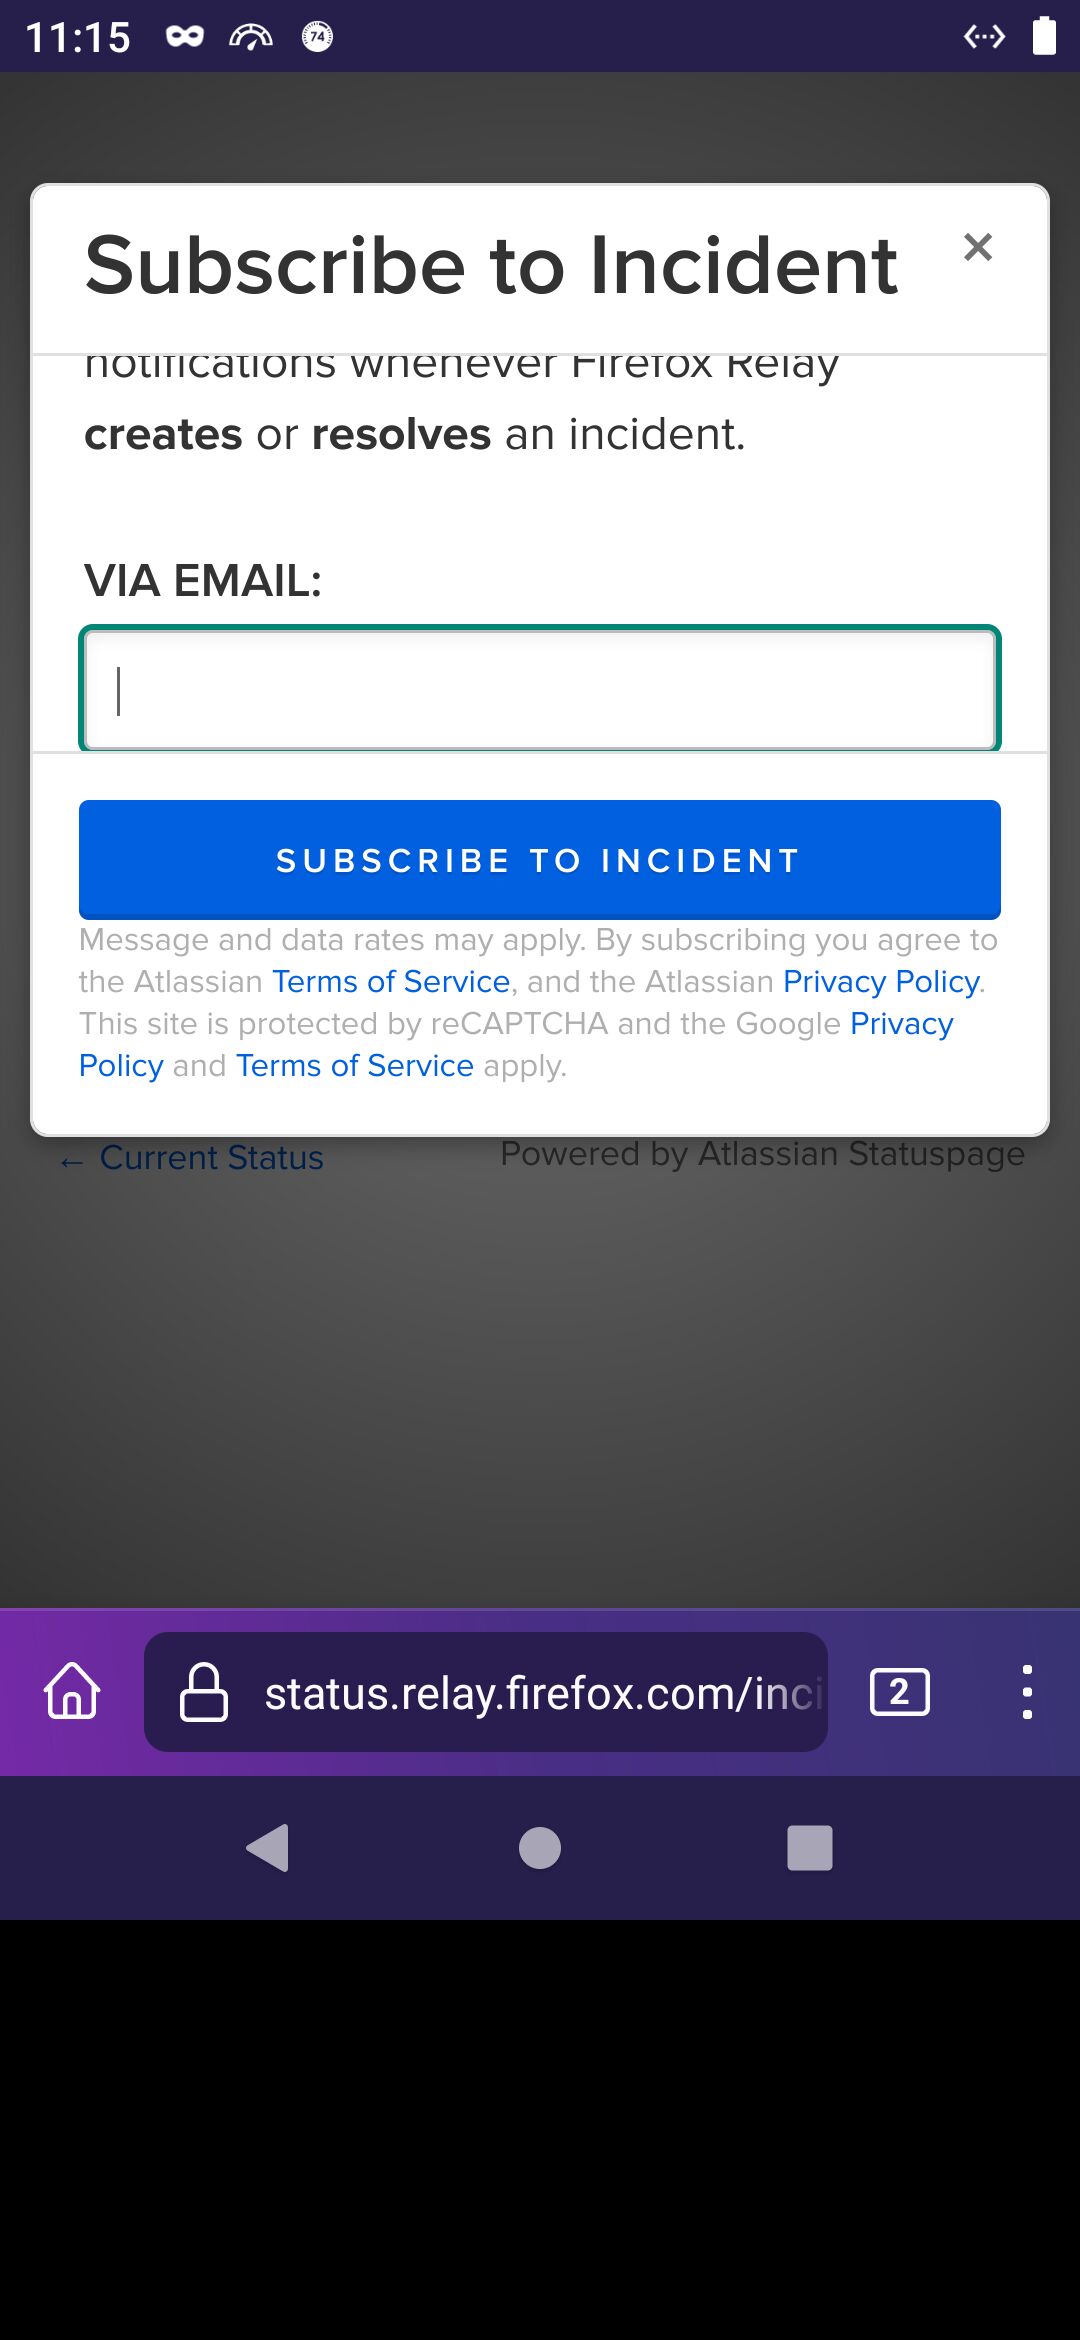 11:15
74
Subscribe to Incident
×
notifications whenever Firefox Relay
creates or resolves an incident.
VIA EMAIL:
SUBSCRIBE TO INCIDENT
Message and data rates may apply. By subscribing you agree to
the Atlassian Terms of Service, and the Atlassian Privacy Policy.
This site is protected by reCAPTCHA and the Google Privacy
Policy and Terms of Service apply.
← Current Status
Powered by Atlassian Statuspage
status.relay.firefox.com/inci
2